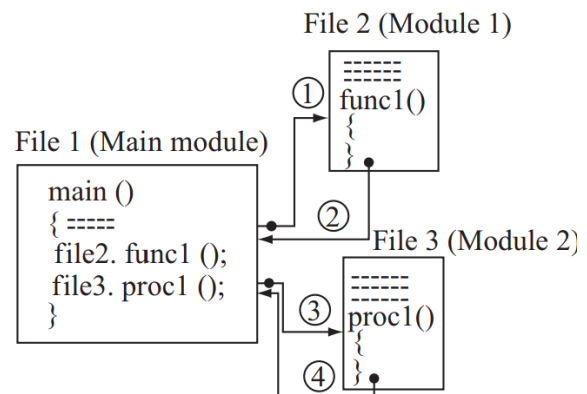 File 2 (Module 1)
------
------
func1()
{
}
①
File 1 (Main module)
main ()
{ -----
file2. func1 ();
file3. proc1 ();
}
②
File 3 (Module 2)
------
------
------
proc1()
{
}
③
④